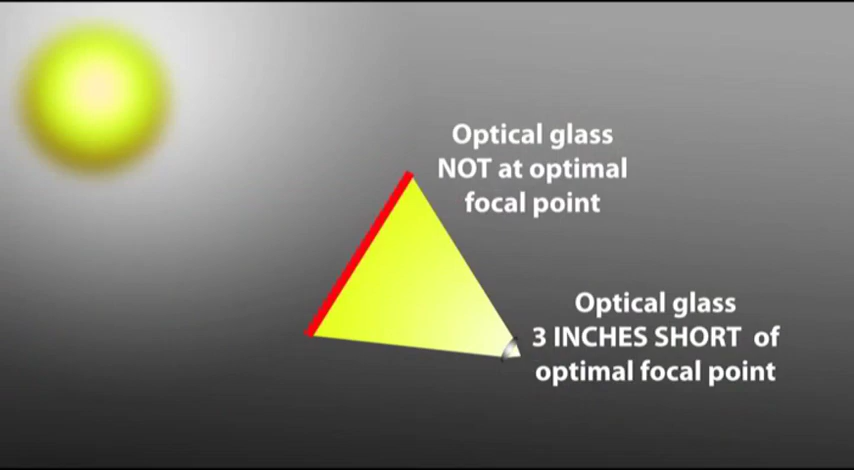 Optical glass
NOT at optimal
focal point
Optical glass
3 INCHES SHORT of
optimal focal point